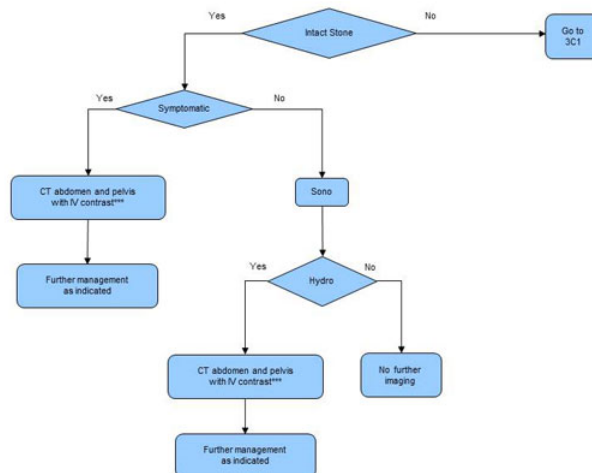 Yes
No
Intact Stone
Go to
3C1
Yes
No
Symptomatic
CT abdomen and pelvis
with IV contrast***
Sono
Further management
as indicated
Yes
No
Hydro
CT abdomen and pelvis
with IV contrast***
No further
imaging
Further management
as indicated